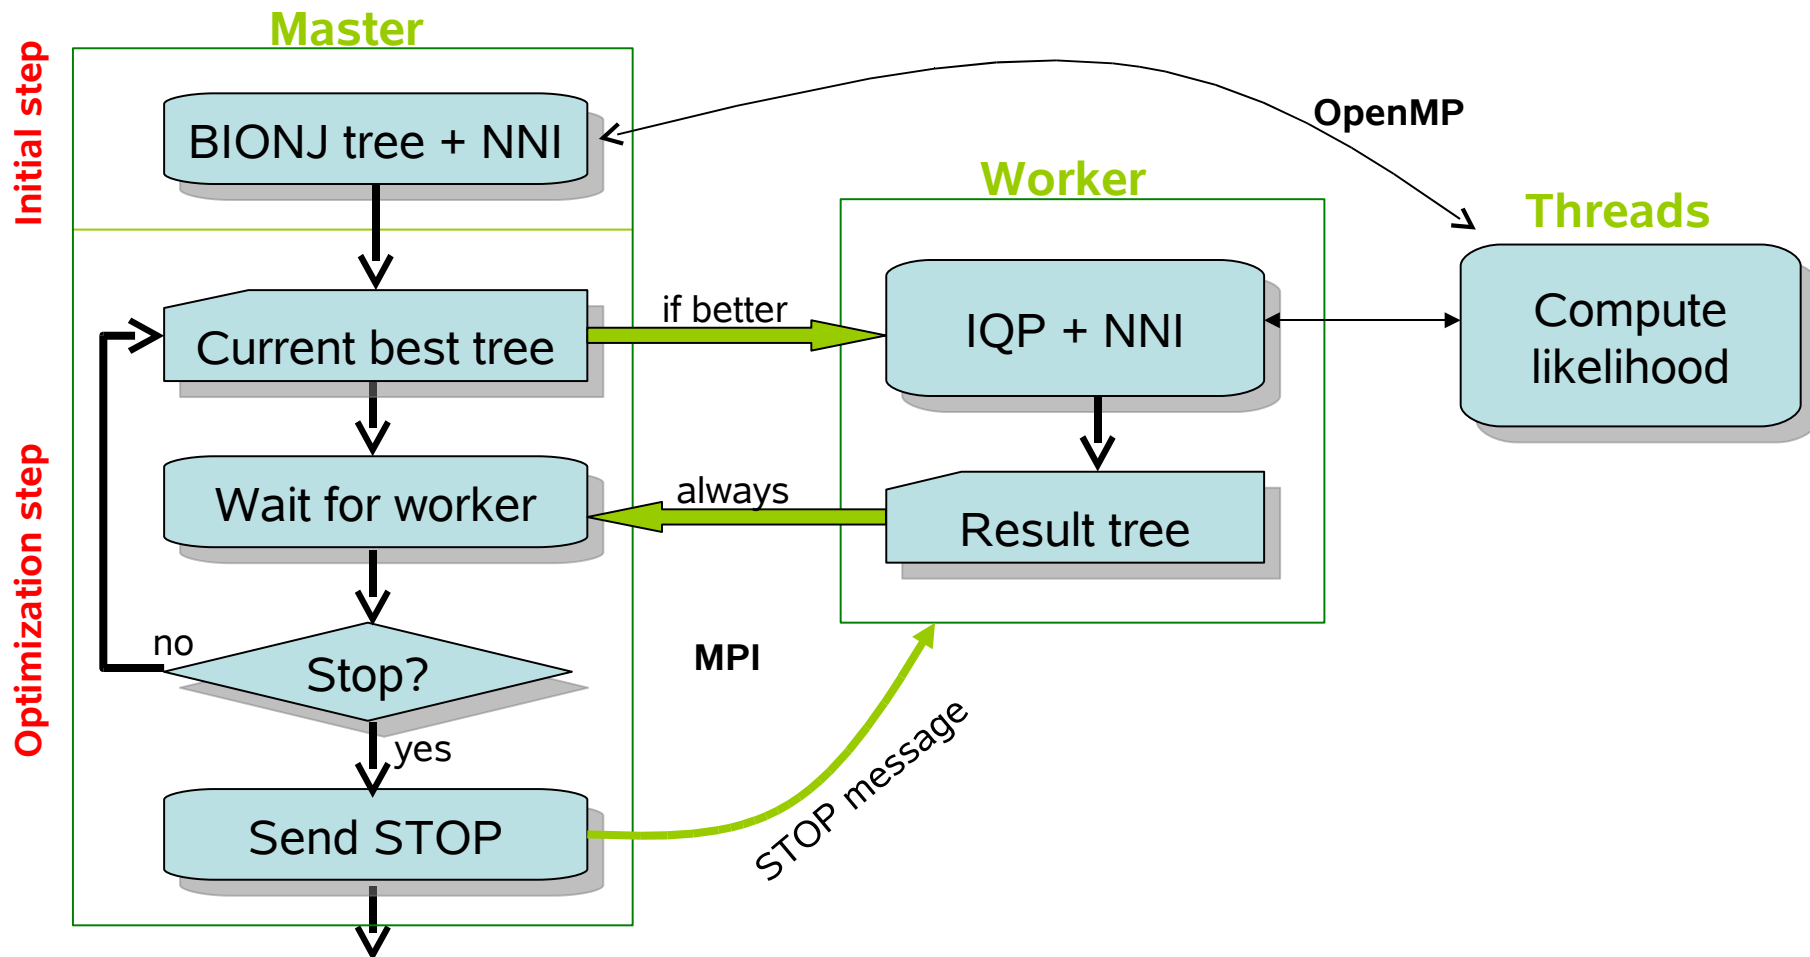 Master
Initial step
BIONJ tree + NNI
OpenMP
Worker
Threads
if better
IQP + NNI
Compute
likelihood
Current best tree
Optimization step
always
Wait for worker
Result tree
no
Stop?
MPI
yes
STOP message
Send STOP